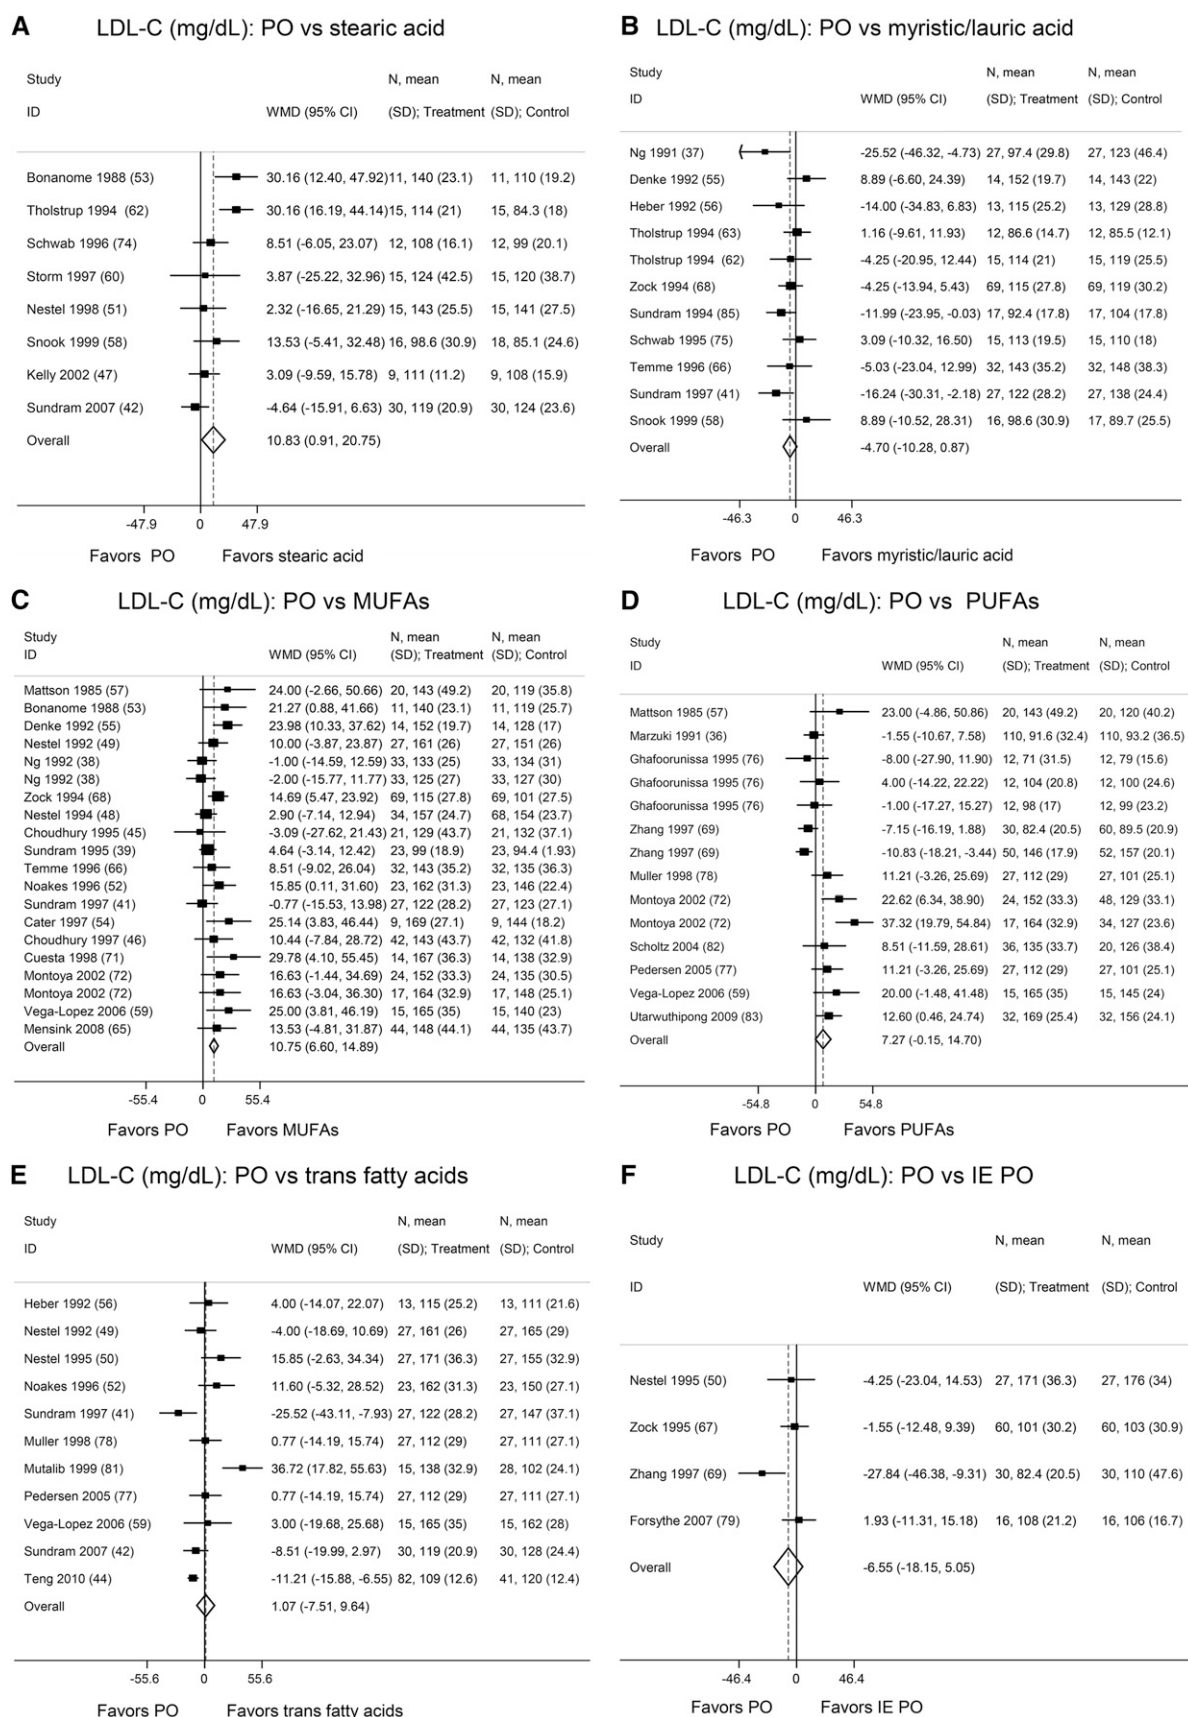 A LDL-C (mg/dL): PO vs stearic acid
Study N, mean N, mean
ID WMD (95% CI) (SD); Treatment (SD); Control
Bonanome 1988 (53) 30.16 (12.40, 47.92) 11, 140 (23.1) 11, 110 (19.2)
Tholstrup 1994 (62) 30.16 (16.19, 44.14) 15, 114 (21) 15, 84.3 (18)
Schwab 1996 (74) 8.51 (-6.05, 23.07) 12, 108 (16.1) 12, 99 (20.1)
Storm 1997 (60) 3.87 (-25.22, 32.96) 15, 124 (42.5) 15, 120 (38.7)
Nestel 1998 (51) 2.32 (-16.65, 21.29) 15, 143 (25.5) 15, 141 (27.5)
Snook 1999 (58) 13.53 (-5.41, 32.48) 16, 98.6 (30.9) 18, 85.1 (24.6)
Kelly 2002 (47) 3.09 (-9.59, 15.78) 9, 111 (11.2) 9, 108 (15.9)
Sundram 2007 (42) -4.64 (-15.91, 6.63) 30, 119 (20.9) 30, 124 (23.6)
Overall 10.83 (0.91, 20.75)
-47.9 0 47.9
Favors PO Favors stearic acid
B LDL-C (mg/dL): PO vs myristic/lauric acid
Study N, mean N, mean
ID WMD (95% CI) (SD); Treatment (SD); Control
Ng 1991 (37) -25.52 (-46.32, -4.73) 27, 97.4 (29.8) 27, 123 (46.4)
Denke 1992 (55) 8.89 (-6.60, 24.39) 14, 152 (19.7) 14, 143 (22)
Heber 1992 (56) -14.00 (-34.83, 6.83) 13, 115 (25.2) 13, 129 (28.8)
Tholstrup 1994 (63) 1.16 (-9.61, 11.93) 12, 86.6 (14.7) 12, 85.5 (12.1)
Tholstrup 1994 (62) -4.25 (-20.95, 12.44) 15, 114 (21) 15, 119 (25.5)
Zock 1994 (68) -4.25 (-13.94, 5.43) 69, 115 (27.8) 69, 119 (30.2)
Sundram 1994 (85) -11.99 (-23.95, -0.03) 17, 92.4 (17.8) 17, 104 (17.8)
Schwab 1995 (75) 3.09 (-10.32, 16.50) 15, 113 (19.5) 15, 110 (18)
Temme 1996 (66) -5.03 (-23.04, 12.99) 32, 143 (35.2) 32, 148 (38.3)
Sundram 1997 (41) -16.24 (-30.31, -2.18) 27, 122 (28.2) 27, 138 (24.4)
Snook 1999 (58) 8.89 (-10.52, 28.31) 16, 98.6 (30.9) 17, 89.7 (25.5)
Overall -4.70 (-10.28, 0.87)
-46.3 0 46.3
Favors PO Favors myristic/lauric acid
C LDL-C (mg/dL): PO vs MUFAs
Study N, mean N, mean
ID WMD (95% CI) (SD); Treatment (SD); Control
Mattson 1985 (57) 24.00 (-2.66, 50.66) 20, 143 (49.2) 20, 119 (35.8)
Bonanome 1988 (53) 21.27 (0.88, 41.66) 11, 140 (23.1) 11, 119 (25.7)
Denke 1992 (55) 23.98 (10.33, 37.62) 14, 152 (19.7) 14, 128 (17)
Nestel 1992 (49) 10.00 (-3.87, 23.87) 27, 161 (26) 27, 151 (26)
Ng 1992 (38) -1.00 (-14.59, 12.59) 33, 133 (25) 33, 134 (31)
Ng 1992 (38) -2.00 (-15.77, 11.77) 33, 125 (27) 33, 127 (30)
Zock 1994 (68) 14.69 (5.47, 23.92) 69, 115 (27.8) 69, 101 (27.5)
Nestel 1994 (48) 2.90 (-7.14, 12.94) 34, 157 (24.7) 68, 154 (23.7)
Choudhury 1995 (45) -3.09 (-27.62, 21.43) 21, 129 (43.7) 21, 132 (37.1)
Sundram 1995 (39) 4.64 (-3.14, 12.42) 23, 99 (18.9) 23, 94.4 (1.93)
Temme 1996 (66) 8.51 (-9.02, 26.04) 32, 143 (35.2) 32, 135 (36.3)
Noakes 1996 (52) 15.85 (0.11, 31.60) 23, 162 (31.3) 23, 146 (22.4)
Sundram 1997 (41) -0.77 (-15.53, 13.98) 27, 122 (28.2) 27, 123 (27.1)
Cater 1997 (54) 25.14 (3.83, 46.44) 9, 169 (27.1) 9, 144 (18.2)
Choudhury 1997 (46) 10.44 (-7.84, 28.72) 42, 143 (43.7) 42, 132 (41.8)
Cuesta 1998 (71) 29.78 (4.10, 55.45) 14, 167 (36.3) 14, 138 (32.9)
Montoya 2002 (72) 16.63 (-1.44, 34.69) 24, 152 (33.3) 24, 135 (30.5)
Montoya 2002 (72) 16.63 (-3.04, 36.30) 17, 164 (32.9) 17, 148 (25.1)
Vega-Lopez 2006 (59) 25.00 (3.81, 46.19) 15, 165 (35) 15, 140 (23)
Mensink 2008 (65) 13.53 (-4.81, 31.87) 44, 148 (44.1) 44, 135 (43.7)
Overall 10.75 (6.60, 14.89)
-55.4 0 55.4
Favors PO Favors MUFAs
D LDL-C (mg/dL): PO vs PUFAs
Study N, mean N, mean
ID WMD (95% CI) (SD); Treatment (SD); Control
Mattson 1985 (57) 23.00 (-4.86, 50.86) 20, 143 (49.2) 20, 120 (40.2)
Marzuki 1991 (36) -1.55 (-10.67, 7.58) 110, 91.6 (32.4) 110, 93.2 (36.5)
Ghafoorunissa 1995 (76) -8.00 (-27.90, 11.90) 12, 71 (31.5) 12, 79 (15.6)
Ghafoorunissa 1995 (76) 4.00 (-14.22, 22.22) 12, 104 (20.8) 12, 100 (24.6)
Ghafoorunissa 1995 (76) -1.00 (-17.27, 15.27) 12, 98 (17) 12, 99 (23.2)
Zhang 1997 (69) -7.15 (-16.19, 1.88) 30, 82.4 (20.5) 60, 89.5 (20.9)
Zhang 1997 (69) -10.83 (-18.21, -3.44) 50, 146 (17.9) 52, 157 (20.1)
Muller 1998 (78) 11.21 (-3.26, 25.69) 27, 112 (29) 27, 101 (25.1)
Montoya 2002 (72) 22.62 (6.34, 38.90) 24, 152 (33.3) 48, 129 (33.1)
Montoya 2002 (72) 37.32 (19.79, 54.84) 17, 164 (32.9) 34, 127 (23.6)
Scholtz 2004 (82) 8.51 (-11.59, 28.61) 36, 135 (33.7) 20, 126 (38.4)
Pedersen 2005 (77) 11.21 (-3.26, 25.69) 27, 112 (29) 27, 101 (25.1)
Vega-Lopez 2006 (59) 20.00 (-1.48, 41.48) 15, 165 (35) 15, 145 (24)
Utarwuthipong 2009 (83) 12.60 (0.46, 24.74) 32, 169 (25.4) 32, 156 (24.1)
Overall 7.27 (-0.15, 14.70)
-54.8 0 54.8
Favors PO Favors PUFAs
E LDL-C (mg/dL): PO vs trans fatty acids
Study N, mean N, mean
ID WMD (95% CI) (SD); Treatment (SD); Control
Heber 1992 (56) 4.00 (-14.07, 22.07) 13, 115 (25.2) 13, 111 (21.6)
Nestel 1992 (49) -4.00 (-18.69, 10.69) 27, 161 (26) 27, 165 (29)
Nestel 1995 (50) 15.85 (-2.63, 34.34) 27, 171 (36.3) 27, 155 (32.9)
Noakes 1996 (52) 11.60 (-5.32, 28.52) 23, 162 (31.3) 23, 150 (27.1)
Sundram 1997 (41) -25.52 (-43.11, -7.93) 27, 122 (28.2) 27, 147 (37.1)
Muller 1998 (78) 0.77 (-14.19, 15.74) 27, 112 (29) 27, 111 (27.1)
Mutalib 1999 (81) 36.72 (17.82, 55.63) 15, 138 (32.9) 28, 102 (24.1)
Pedersen 2005 (77) 0.77 (-14.19, 15.74) 27, 112 (29) 27, 111 (27.1)
Vega-Lopez 2006 (59) 3.00 (-19.68, 25.68) 15, 165 (35) 15, 162 (28)
Sundram 2007 (42) -8.51 (-19.99, 2.97) 30, 119 (20.9) 30, 128 (24.4)
Teng 2010 (44) -11.21 (-15.88, -6.55) 82, 109 (12.6) 41, 120 (12.4)
Overall 1.07 (-7.51, 9.64)
-55.6 0 55.6
Favors PO Favors trans fatty acids
F LDL-C (mg/dL): PO vs IE PO
Study N, mean N, mean
ID WMD (95% CI) (SD); Treatment (SD); Control
Nestel 1995 (50) -4.25 (-23.04, 14.53) 27, 171 (36.3) 27, 176 (34)
Zock 1995 (67) -1.55 (-12.48, 9.39) 60, 101 (30.2) 60, 103 (30.9)
Zhang 1997 (69) -27.84 (-46.38, -9.31) 30, 82.4 (20.5) 30, 110 (47.6)
Forsythe 2007 (79) 1.93 (-11.31, 15.18) 16, 108 (21.2) 16, 106 (16.7)
Overall -6.55 (-18.15, 5.05)
-46.4 0 46.4
Favors PO Favors IE PO